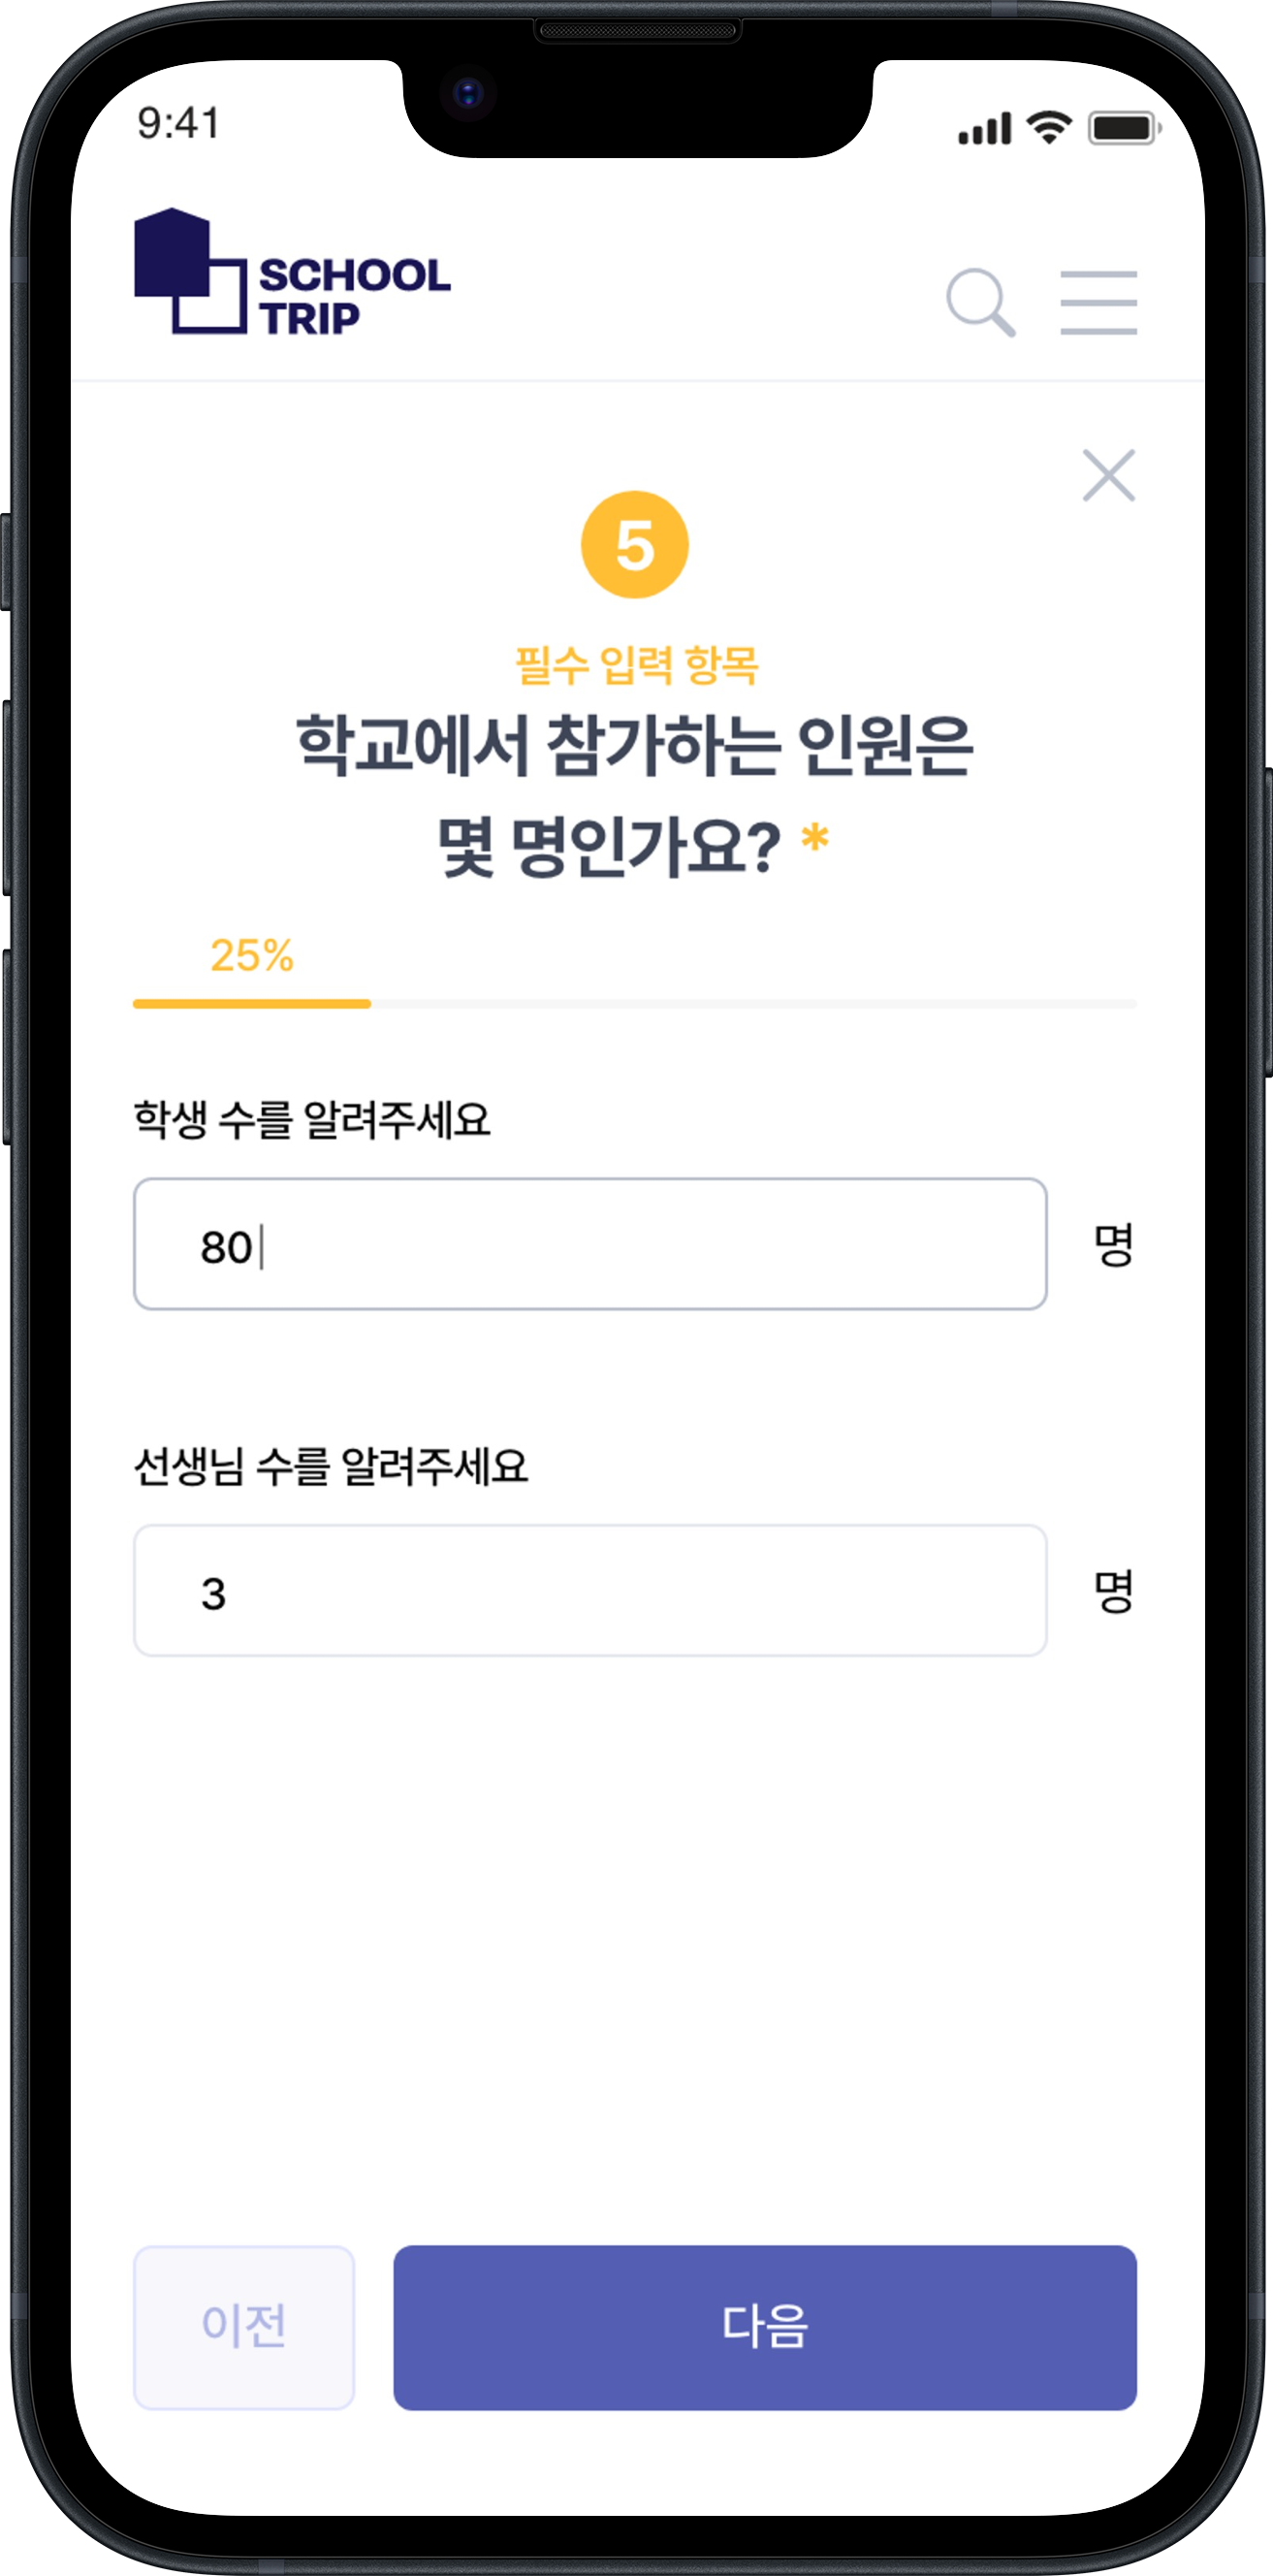 9:41
SCHOOL
TRIP
5
필수 입력 항목
학교에서 참가하는 인원은
몇 명인가요? *
25%
학생 수를 알려주세요
80 명
선생님 수를 알려주세요
3 명
이전 다음